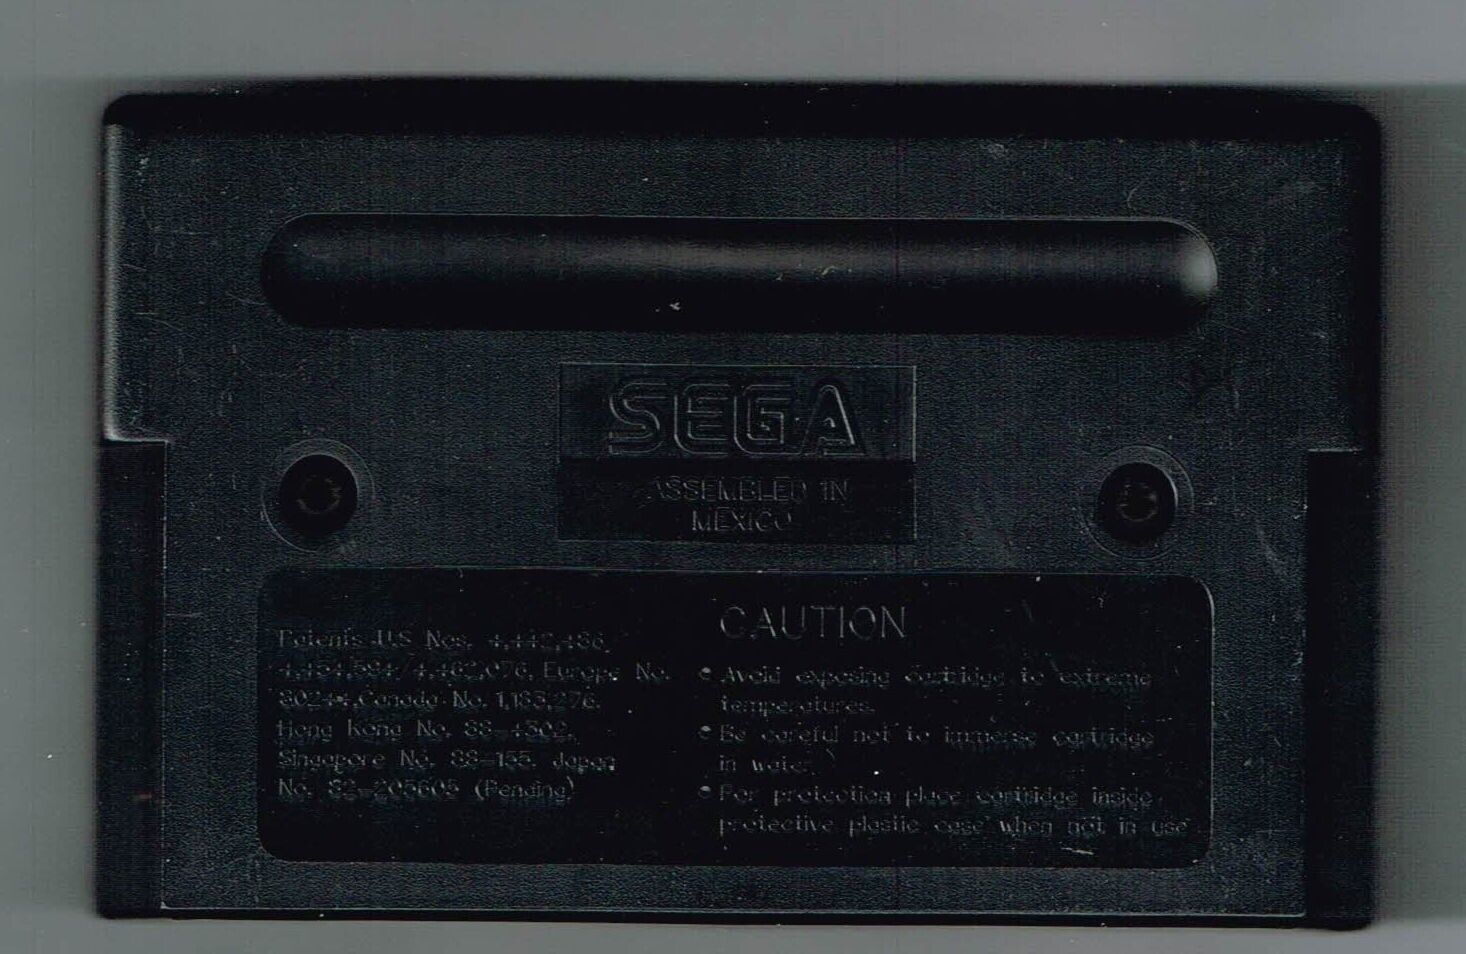 SEGA
ASSEMBLED IN
MEXICO
Patents U.S Nos. 4,442,486,
4,454,594/4,462,076, Europe No.
80244, Canada No. 1,183,276,
Hong Kong No. 88-4302,
Singapore No. 88-155, Japan
No. 82-205605 (Pending)
CAUTION
• Avoid exposing cartridge to extreme
temperatures.
• Be careful not to immerse cartridge
in water.
• For protection place cartridge inside
protective plastic case when not in use